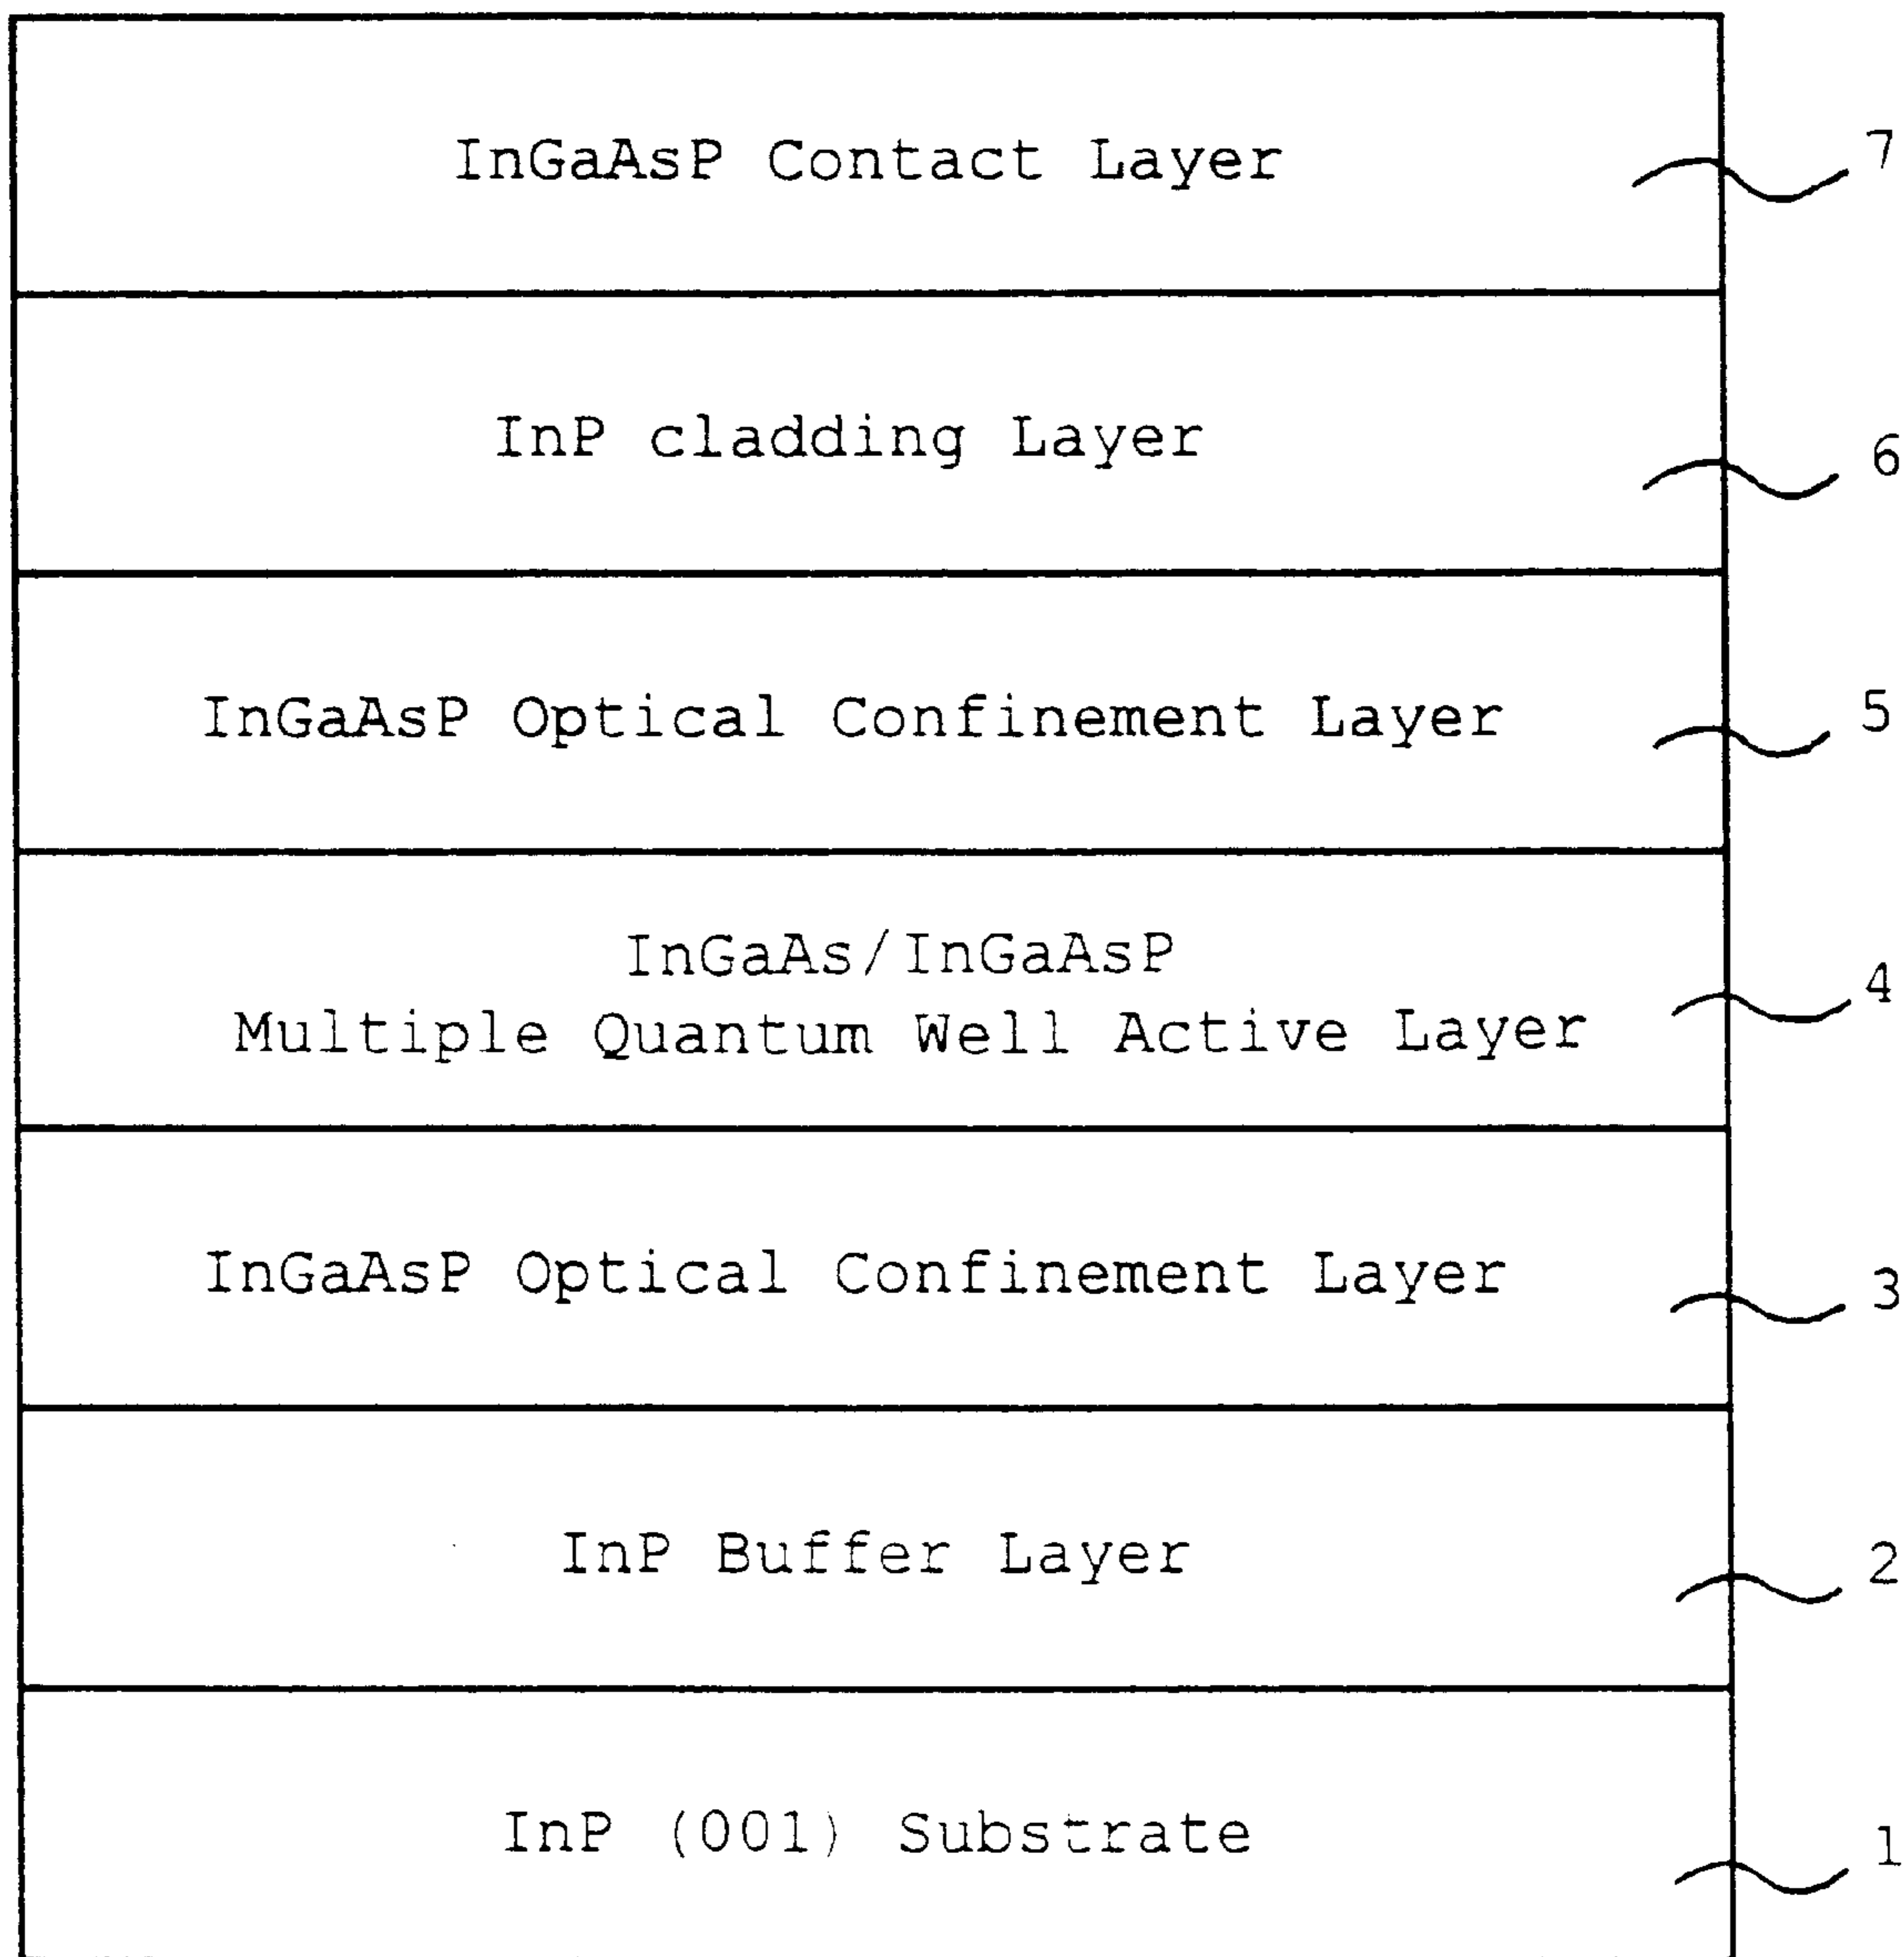 InGaAsP Contact Layer
7
InP cladding Layer
6
InGaAsP Optical Confinement Layer
5
InGaAs/InGaAsP
Multiple Quantum Well Active Layer
4
InGaAsP Optical Confinement Layer
3
InP Buffer Layer
2
InP (001) Substrate
1